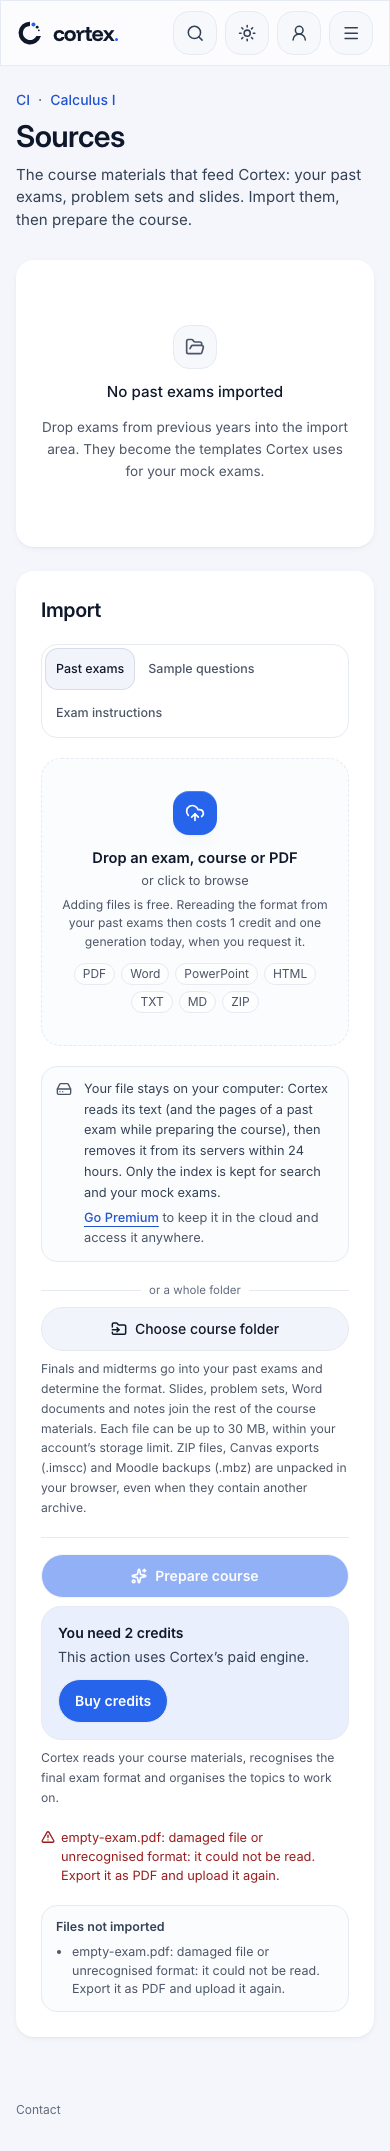 cortex.
CI · Calculus I
Sources
The course materials that feed Cortex: your past
exams, problem sets and slides. Import them,
then prepare the course.
No past exams imported
Drop exams from previous years into the import
area. They become the templates Cortex uses
for your mock exams.
Import
Past exams
Sample questions
Exam instructions
Drop an exam, course or PDF
or click to browse
Adding files is free. Rereading the format from
your past exams then costs 1 credit and one
generation today, when you request it.
PDF Word PowerPoint HTML
TXT MD ZIP
Your file stays on your computer: Cortex
reads its text (and the pages of a past
exam while preparing the course), then
removes it from its servers within 24
hours. Only the index is kept for search
and your mock exams.
Go Premium to keep it in the cloud and
access it anywhere.
or a whole folder
Choose course folder
Finals and midterms go into your past exams and
determine the format. Slides, problem sets, Word
documents and notes join the rest of the course
materials. Each file can be up to 30 MB, within your
account’s storage limit. ZIP files, Canvas exports
(.imscc) and Moodle backups (.mbz) are unpacked in
your browser, even when they contain another
archive.
Prepare course
You need 2 credits
This action uses Cortex’s paid engine.
Buy credits
Cortex reads your course materials, recognises the
final exam format and organises the topics to work
on.
empty-exam.pdf: damaged file or
unrecognised format: it could not be read.
Export it as PDF and upload it again.
Files not imported
• empty-exam.pdf: damaged file or
unrecognised format: it could not be read.
Export it as PDF and upload it again.
Contact